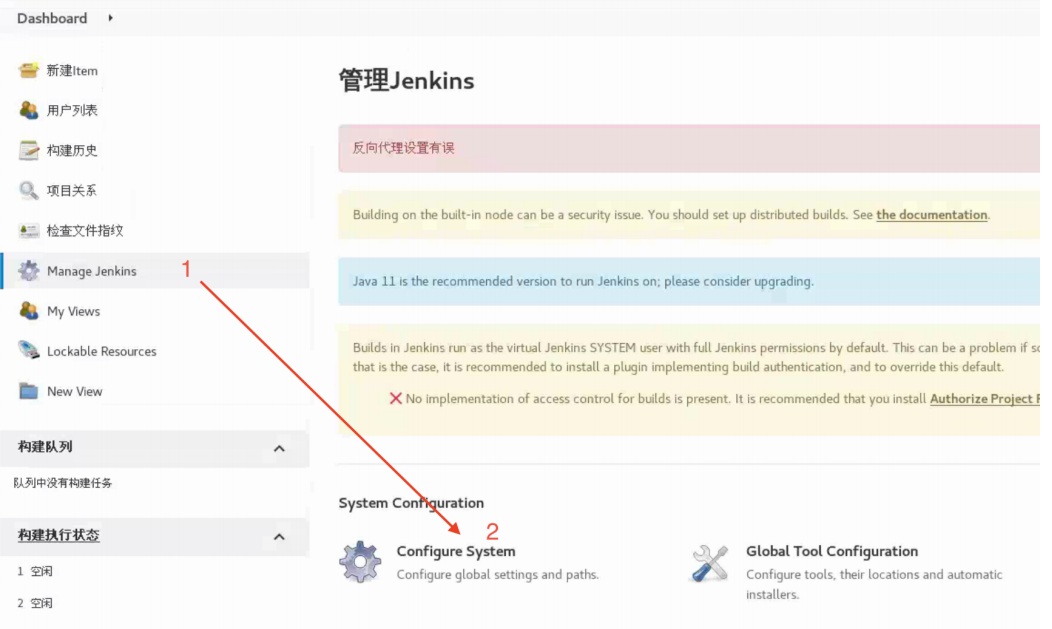 Dashboard
新建Item
用户列表
构建历史
项目关系
检查文件指纹
Manage Jenkins
1
My Views
Lockable Resources
New View
构建队列
队列中没有构建任务
构建执行状态
1 空闲
2 空闲
管理Jenkins
反向代理设置有误
Building on the built-in node can be a security issue. You should set up distributed builds. See the documentation.
Java 11 is the recommended version to run Jenkins on; please consider upgrading.
Builds in Jenkins run as the virtual Jenkins SYSTEM user with full Jenkins permissions by default. This can be a problem if
that is the case, it is recommended to install a plugin implementing build authentication, and to override this default.
No implementation of access control for builds is present. It is recommended that you install Authorize Project
System Configuration
2
Configure System
Configure global settings and paths.
Global Tool Configuration
Configure tools, their locations and automatic
installers.